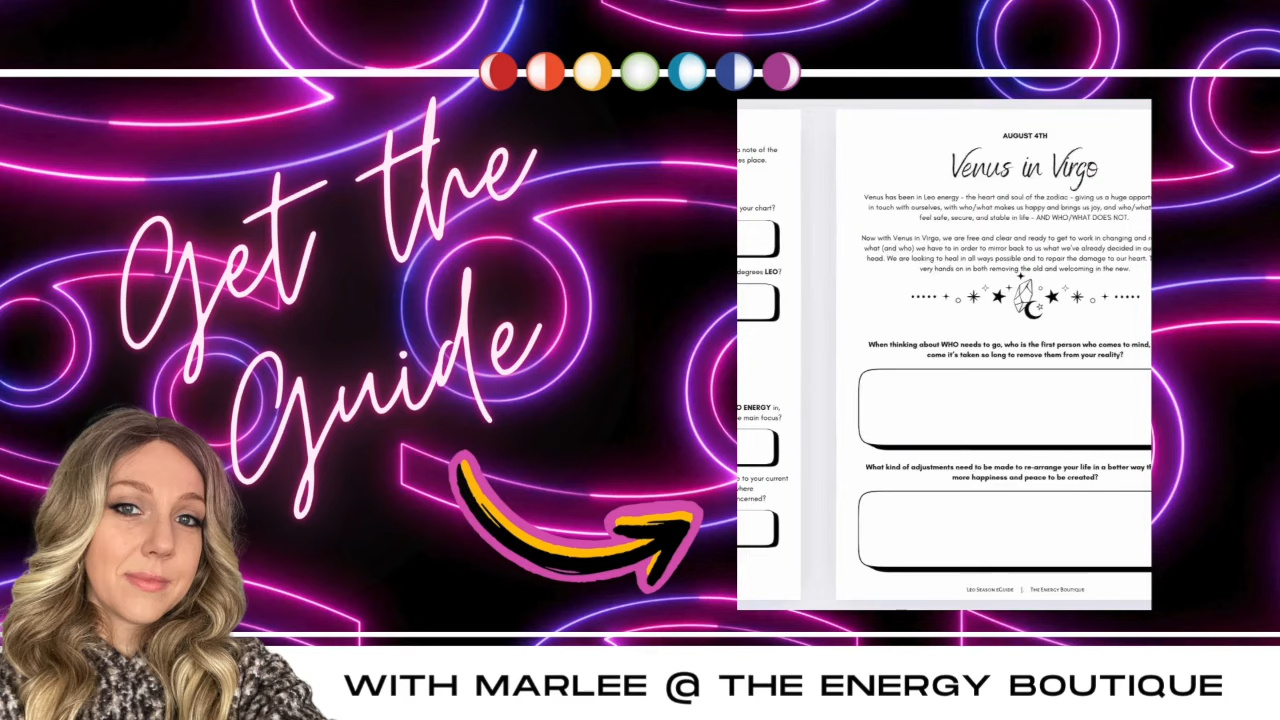 Get the
Guide
o note of the
es place.
your chart?
degrees LEO?
O ENERGY in,
e main focus?
o to your current
where
ncerned?
AUGUST 4TH
Venus in Virgo
Venus has been in Leo energy - the heart and soul of the zodiac - giving us a huge opport
in touch with ourselves, with who/what makes us happy and brings us joy, and who/what
feel safe, secure, and stable in life - AND WHO/WHAT DOES NOT.
Now with Venus in Virgo, we are free and clear and ready to get to work in changing and r
what (and who) we have to in order to mirror back to us what we've already decided in ou
head. We are looking to heal in all ways possible and to repair the damage to our heart. T
very hands on in both removing the old and welcoming in the new.
When thinking about WHO needs to go, who is the first person who comes to mind,
come it's taken so long to remove them from your reality?
What kind of adjustments need to be made to re-arrange your life in a better way th
more happiness and peace to be created?
LEO SEASON EGUIDE | THE ENERGY BOUTIQUE
WITH MARLEE @ THE ENERGY BOUTIQUE